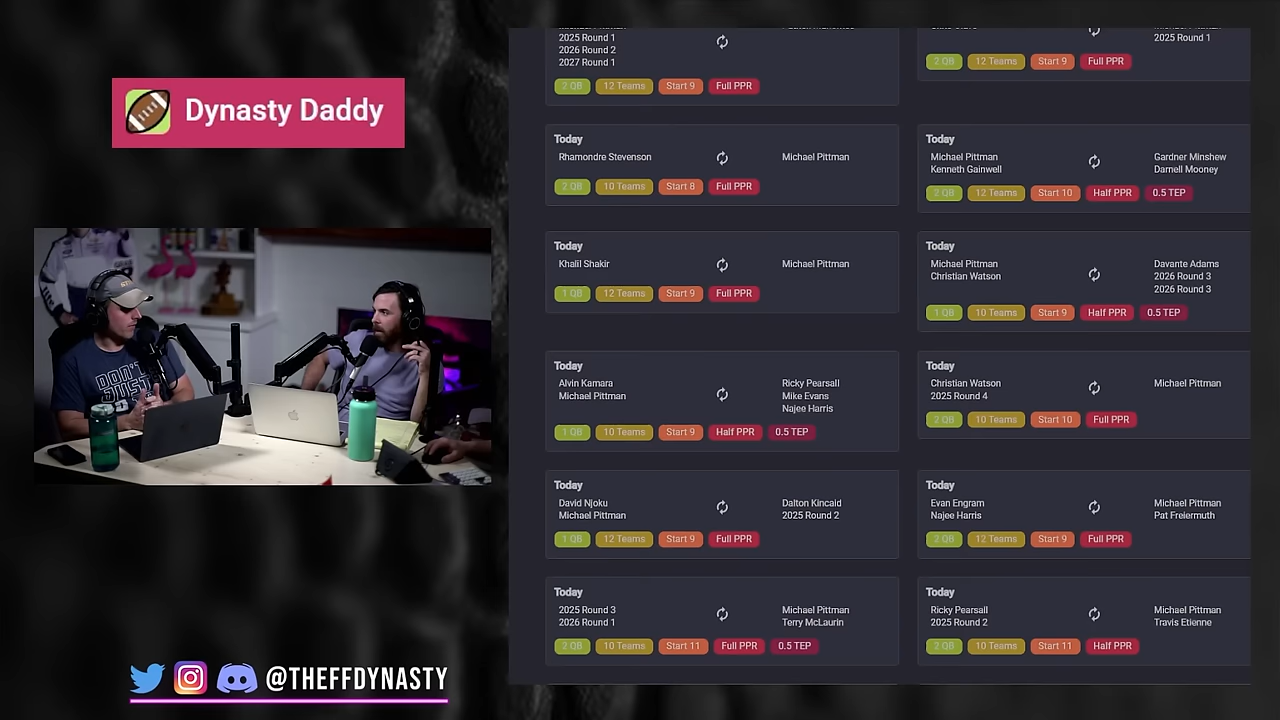 Dynasty Daddy
@THEFFDYNASTY
2025 Round 1
2026 Round 2
2027 Round 1
2 QB 12 Teams Start 9 Full PPR
2025 Round 1
2 QB 12 Teams Start 9 Full PPR
Today
Rhamondre Stevenson Michael Pittman
2 QB 10 Teams Start 8 Full PPR
Today
Michael Pittman Gardner Minshew
Kenneth Gainwell Darnell Mooney
2 QB 12 Teams Start 10 Half PPR 0.5 TEP
Today
Khalil Shakir Michael Pittman
1 QB 12 Teams Start 9 Full PPR
Today
Michael Pittman Davante Adams
Christian Watson 2026 Round 3
2026 Round 3
1 QB 10 Teams Start 9 Half PPR 0.5 TEP
Today
Alvin Kamara Ricky Pearsall
Michael Pittman Mike Evans
Najee Harris
1 QB 10 Teams Start 9 Half PPR 0.5 TEP
Today
Christian Watson Michael Pittman
2025 Round 4
2 QB 10 Teams Start 10 Full PPR
Today
David Njoku Dalton Kincaid
Michael Pittman 2025 Round 2
1 QB 12 Teams Start 9 Full PPR
Today
Evan Engram Michael Pittman
Najee Harris Pat Freiermuth
2 QB 12 Teams Start 9 Full PPR
Today
2025 Round 3 Michael Pittman
2026 Round 1 Terry McLaurin
2 QB 10 Teams Start 11 Full PPR 0.5 TEP
Today
Ricky Pearsall Michael Pittman
2025 Round 2 Travis Etienne
2 QB 10 Teams Start 11 Half PPR